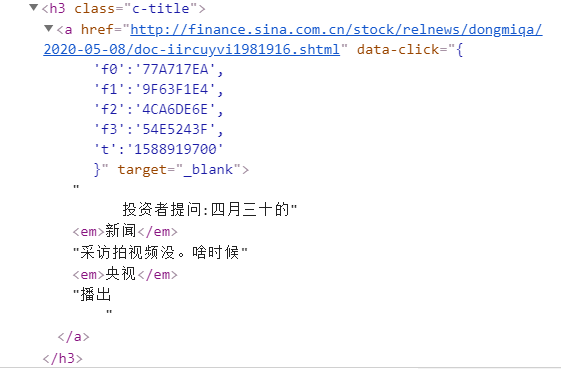 ▼<h3 class="c-title">
▼<a href="http://finance.sina.com.cn/stock/relnews/dongmiqa/
2020-05-08/doc-iircuyvi1981916.shtml" data-click="{
'f0':'77A717EA',
'f1':'9F63F1E4',
'f2':'4CA6DE6E',
'f3':'54E5243F',
't':'1588919700'
}" target="_blank">
"
投资者提问:四月三十的"
<em>新闻</em>
"采访拍视频没。啥时候"
<em>央视</em>
"播出
"
</a>
</h3>